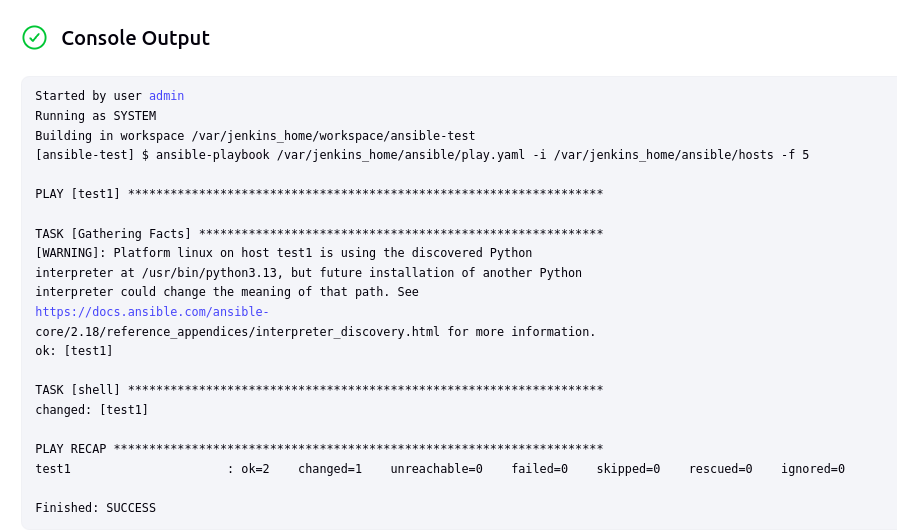 Console Output
Started by user admin
Running as SYSTEM
Building in workspace /var/jenkins_home/workspace/ansible-test
[ansible-test] $ ansible-playbook /var/jenkins_home/ansible/play.yaml -i /var/jenkins_home/ansible/hosts -f 5
PLAY [test1] *******************************************************************
TASK [Gathering Facts] *********************************************************
[WARNING]: Platform linux on host test1 is using the discovered Python
interpreter at /usr/bin/python3.13, but future installation of another Python
interpreter could change the meaning of that path. See
https://docs.ansible.com/ansible-
core/2.18/reference_appendices/interpreter_discovery.html for more information.
ok: [test1]
TASK [shell] *******************************************************************
changed: [test1]
PLAY RECAP *********************************************************************
test1                      : ok=2    changed=1    unreachable=0    failed=0    skipped=0    rescued=0    ignored=0
Finished: SUCCESS